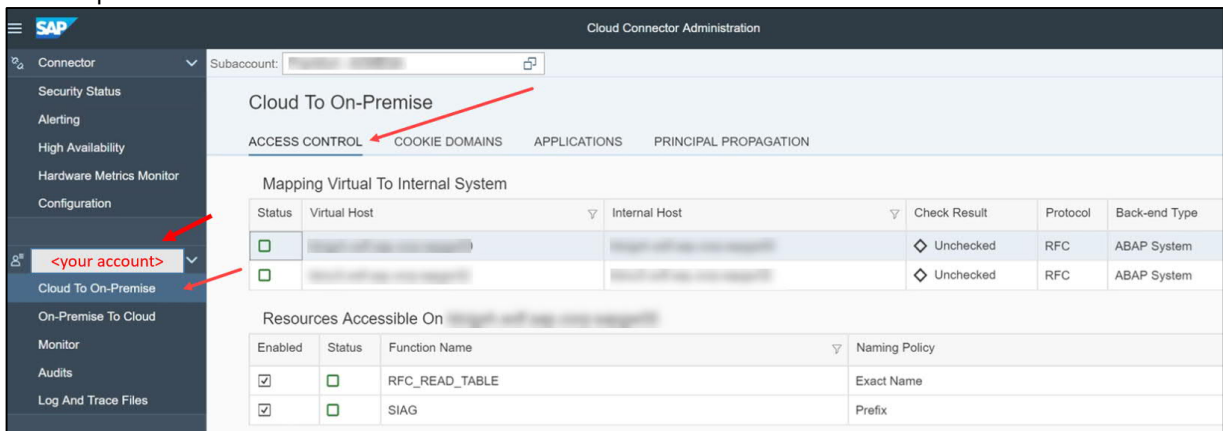 SAP
Cloud Connector Administration
Connector
Subaccount:
Security Status
Alerting
High Availability
Hardware Metrics Monitor
Configuration
<your account>
Cloud To On-Premise
On-Premise To Cloud
Monitor
Audits
Log And Trace Files
Cloud To On-Premise
ACCESS CONTROL COOKIE DOMAINS APPLICATIONS PRINCIPAL PROPAGATION
Mapping Virtual To Internal System
Status Virtual Host Internal Host Check Result Protocol Back-end Type
Unchecked RFC ABAP System
Unchecked RFC ABAP System
Resources Accessible On
Enabled Status Function Name Naming Policy
RFC_READ_TABLE Exact Name
SIAG Prefix